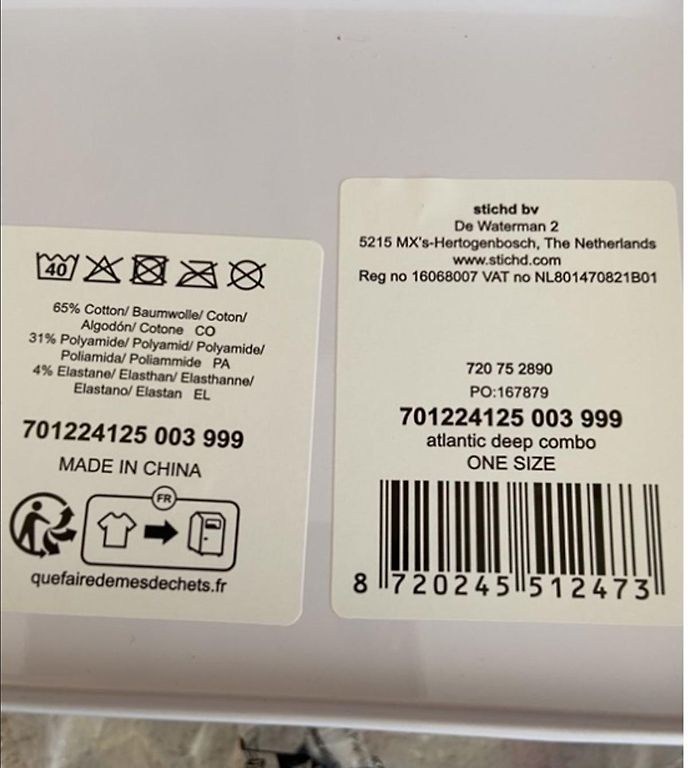 40
65% Cotton/ Baumwolle/ Coton/
Algodón/ Cotone CO
31% Polyamide/ Polyamid/ Polyamide/
Poliamida/ Poliammide PA
4% Elastane/ Elasthan/ Elasthanne/
Elastano/ Elastan EL
701224125 003 999
MADE IN CHINA
FR
quefairedemesdechets.fr
stichd bv
De Waterman 2
5215 MX's-Hertogenbosch, The Netherlands
www.stichd.com
Reg no 16068007 VAT no NL801470821B01
720 75 2890
PO:167879
701224125 003 999
atlantic deep combo
ONE SIZE
8 720245 512473